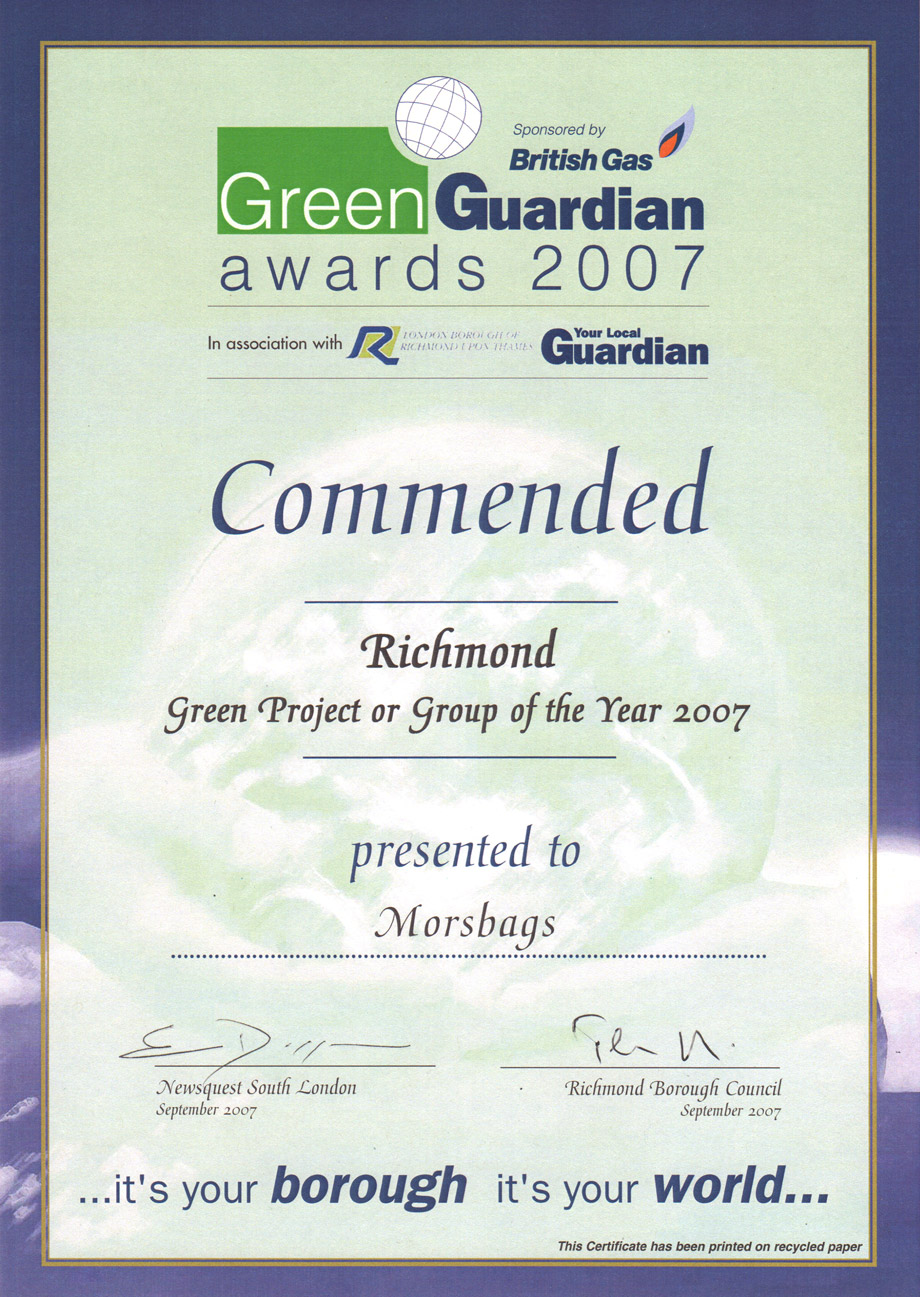 Sponsored by
British Gas
Green Guardian
awards 2007
In association with
LONDON BOROUGH OF
RICHMOND UPON THAMES
Your Local
Guardian
Commended
Richmond
Green Project or Group of the Year 2007
presented to
Morsbags
Newsquest South London
September 2007
Richmond Borough Council
September 2007
...it's your borough it's your world...
This Certificate has been printed on recycled paper